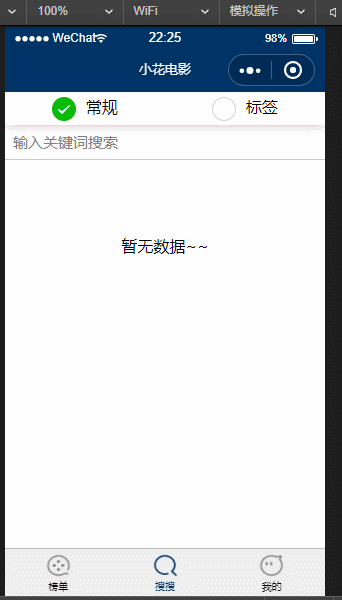 100% WiFi 模拟操作
WeChat 22:25 98%
小花电影
常规 标签
输入关键词搜索
暂无数据~~
榜单 搜搜 我的